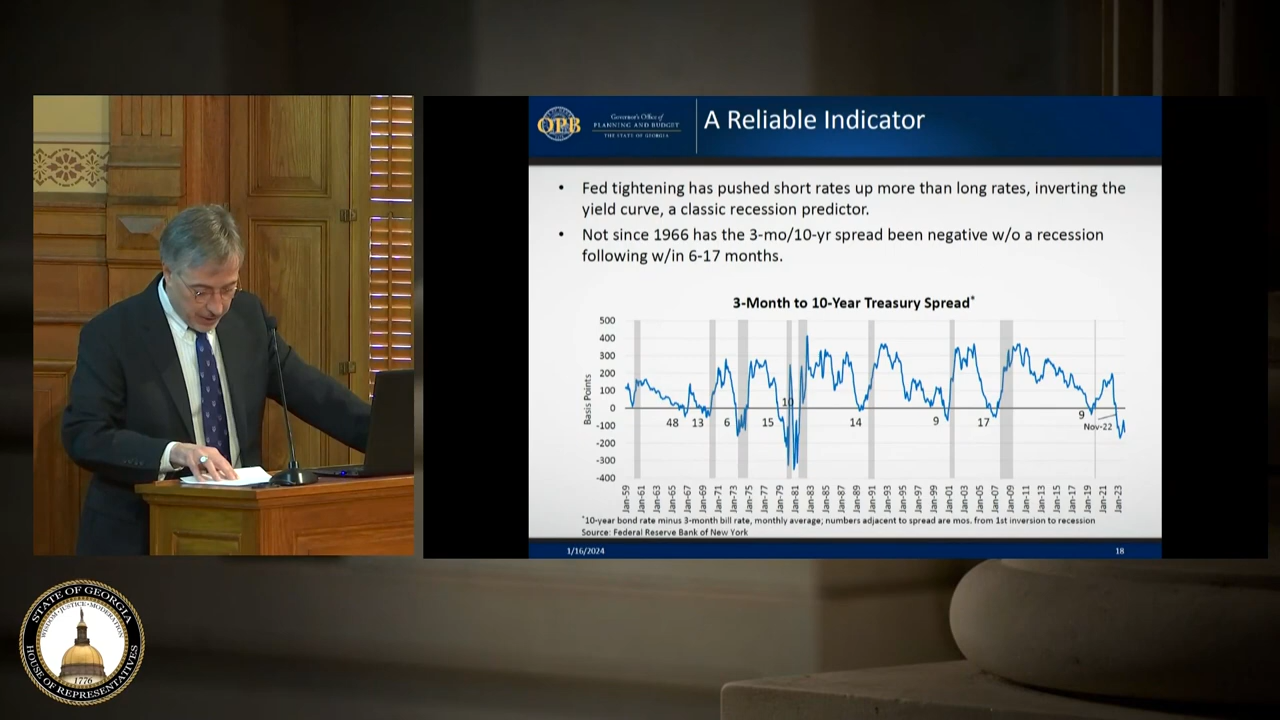 OPB
Governor's Office of
PLANNING AND BUDGET
THE STATE OF GEORGIA
A Reliable Indicator
• Fed tightening has pushed short rates up more than long rates, inverting the
yield curve, a classic recession predictor.
• Not since 1966 has the 3-mo/10-yr spread been negative w/o a recession
following w/in 6-17 months.
3-Month to 10-Year Treasury Spread*
Basis Points
500
400
300
200
100
0
-100
-200
-300
-400
48
13
6
15
10
14
9
17
9
Nov-22
Jan-59
Jan-61
Jan-63
Jan-65
Jan-67
Jan-69
Jan-71
Jan-73
Jan-75
Jan-77
Jan-79
Jan-81
Jan-83
Jan-85
Jan-87
Jan-89
Jan-91
Jan-93
Jan-95
Jan-97
Jan-99
Jan-01
Jan-03
Jan-05
Jan-07
Jan-09
Jan-11
Jan-13
Jan-15
Jan-17
Jan-19
Jan-21
Jan-23
*10-year bond rate minus 3-month bill rate, monthly average; numbers adjacent to spread are mos. from 1st inversion to recession
Source: Federal Reserve Bank of New York
1/16/2024
18
STATE OF GEORGIA
WISDOM • JUSTICE • MODERATION
1776
HOUSE OF REPRESENTATIVES